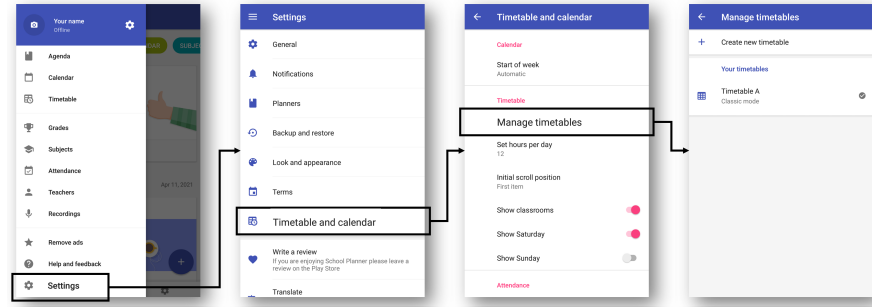 Your name
Offline
Agenda
Calendar
Timetable
Grades
Subjects
Attendance
Teachers
Recordings
Remove ads
Help and feedback
Settings
SUBJE
Apr 11, 2021
Settings
General
Notifications
Planners
Backup and restore
Look and appearance
Terms
Timetable and calendar
Write a review
If you are enjoying School Planner please leave a
review on the Play Store
Translate
Timetable and calendar
Calendar
Start of week
Automatic
Timetable
Manage timetables
Set hours per day
12
Initial scroll position
First item
Show classrooms
Show Saturday
Show Sunday
Attendance
Manage timetables
Create new timetable
Your timetables
Timetable A
Classic mode